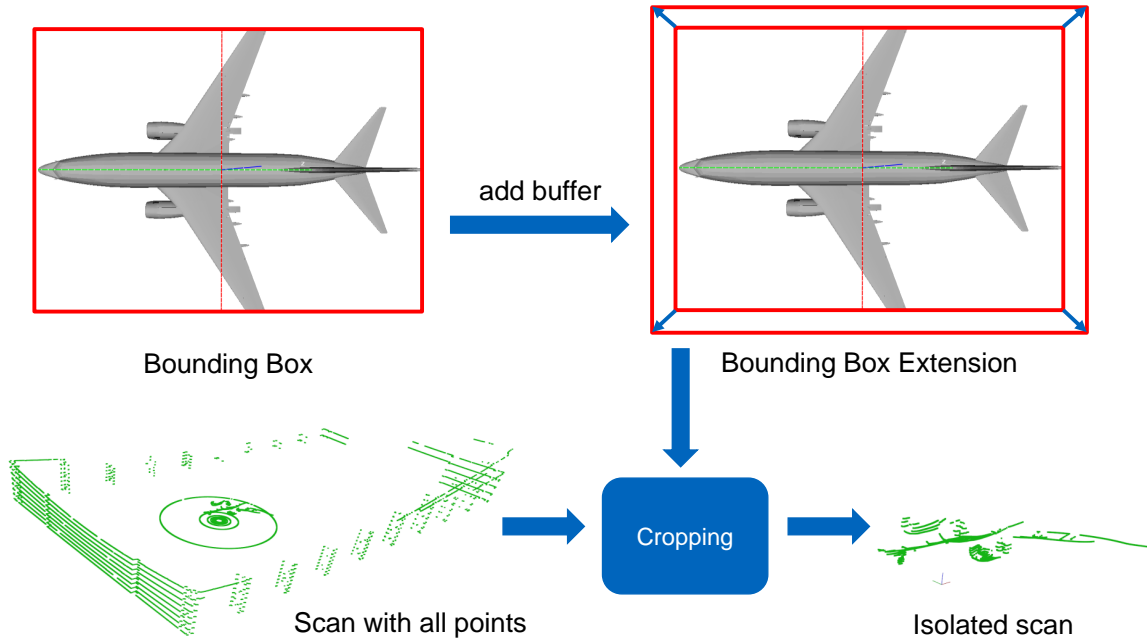 add buffer
Bounding Box
Bounding Box Extension
Cropping
Scan with all points
Isolated scan